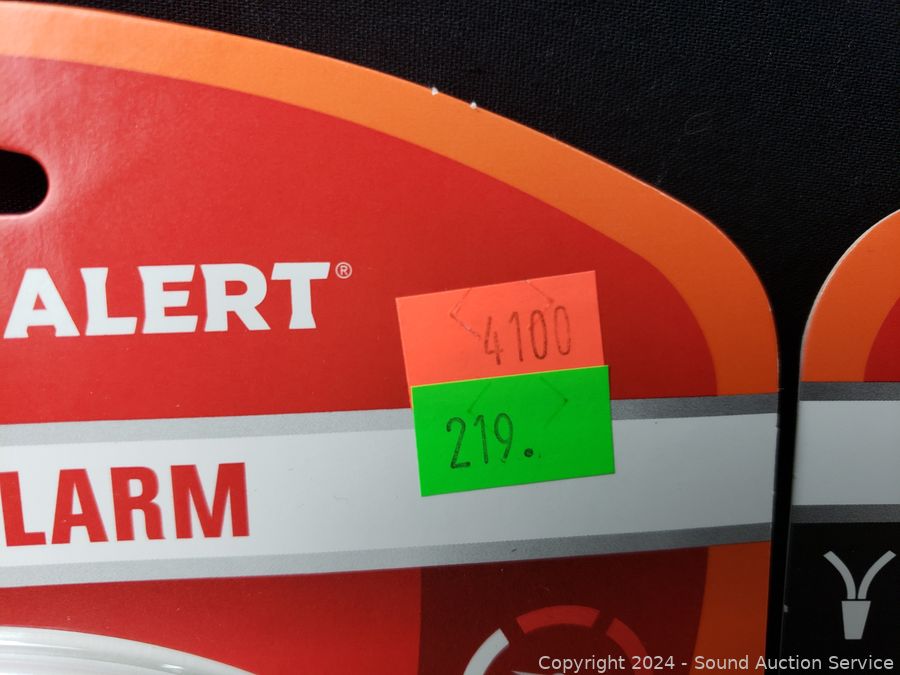 ALERT®
4100
219.
LARM
Copyright 2024 - Sound Auction Service